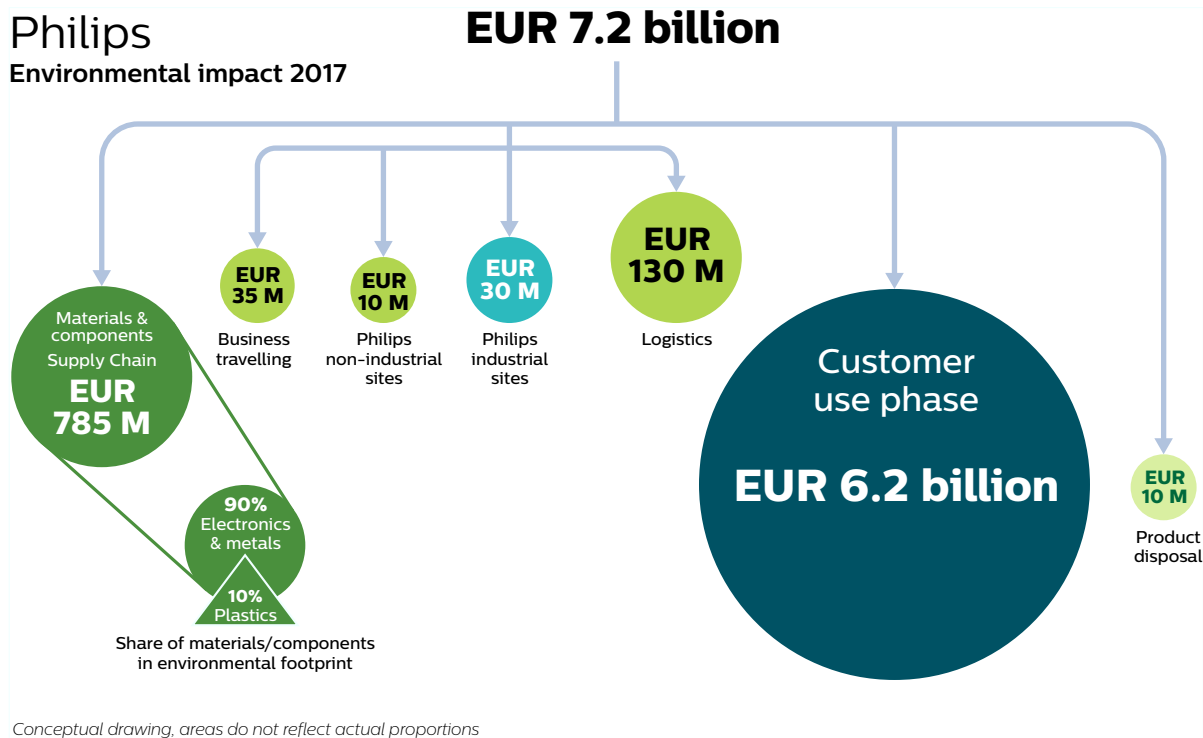 Philips
Environmental impact 2017
EUR 7.2 billion
Materials &
components
Supply Chain
EUR
785 M
EUR
35 M
Business
travelling
EUR
10 M
Philips
non-industrial
sites
EUR
30 M
Philips
industrial
sites
EUR
130 M
Logistics
Customer
use phase
EUR 6.2 billion
EUR
10 M
Product
disposal
90%
Electronics
& metals
10%
Plastics
Share of materials/components
in environmental footprint
Conceptual drawing, areas do not reflect actual proportions